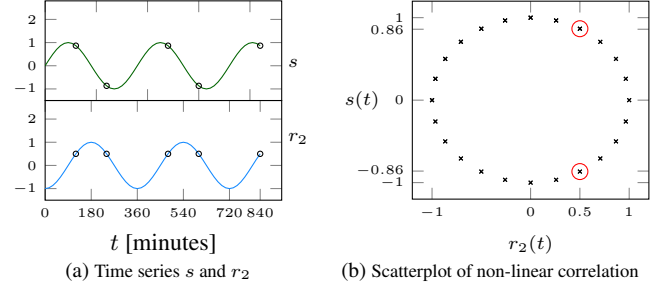 2
1
0
−1
s
2
1
0
−1
r₂
0 180 360 540 720 840
t [minutes]
(a) Time series s and r₂
1
0.86
s(t)
0
−0.86
−1
−1 0 0.5 1
r₂(t)
(b) Scatterplot of non-linear correlation